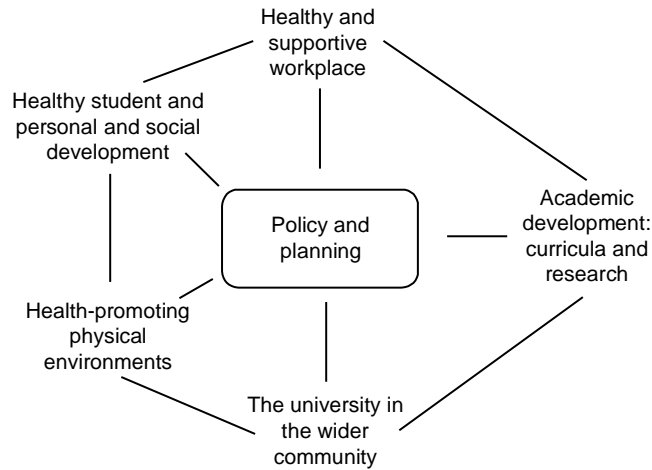 Healthy and
supportive
workplace
Healthy student and
personal and social
development
Policy and
planning
Academic
development:
curricula and
research
Health-promoting
physical
environments
The university in
the wider
community